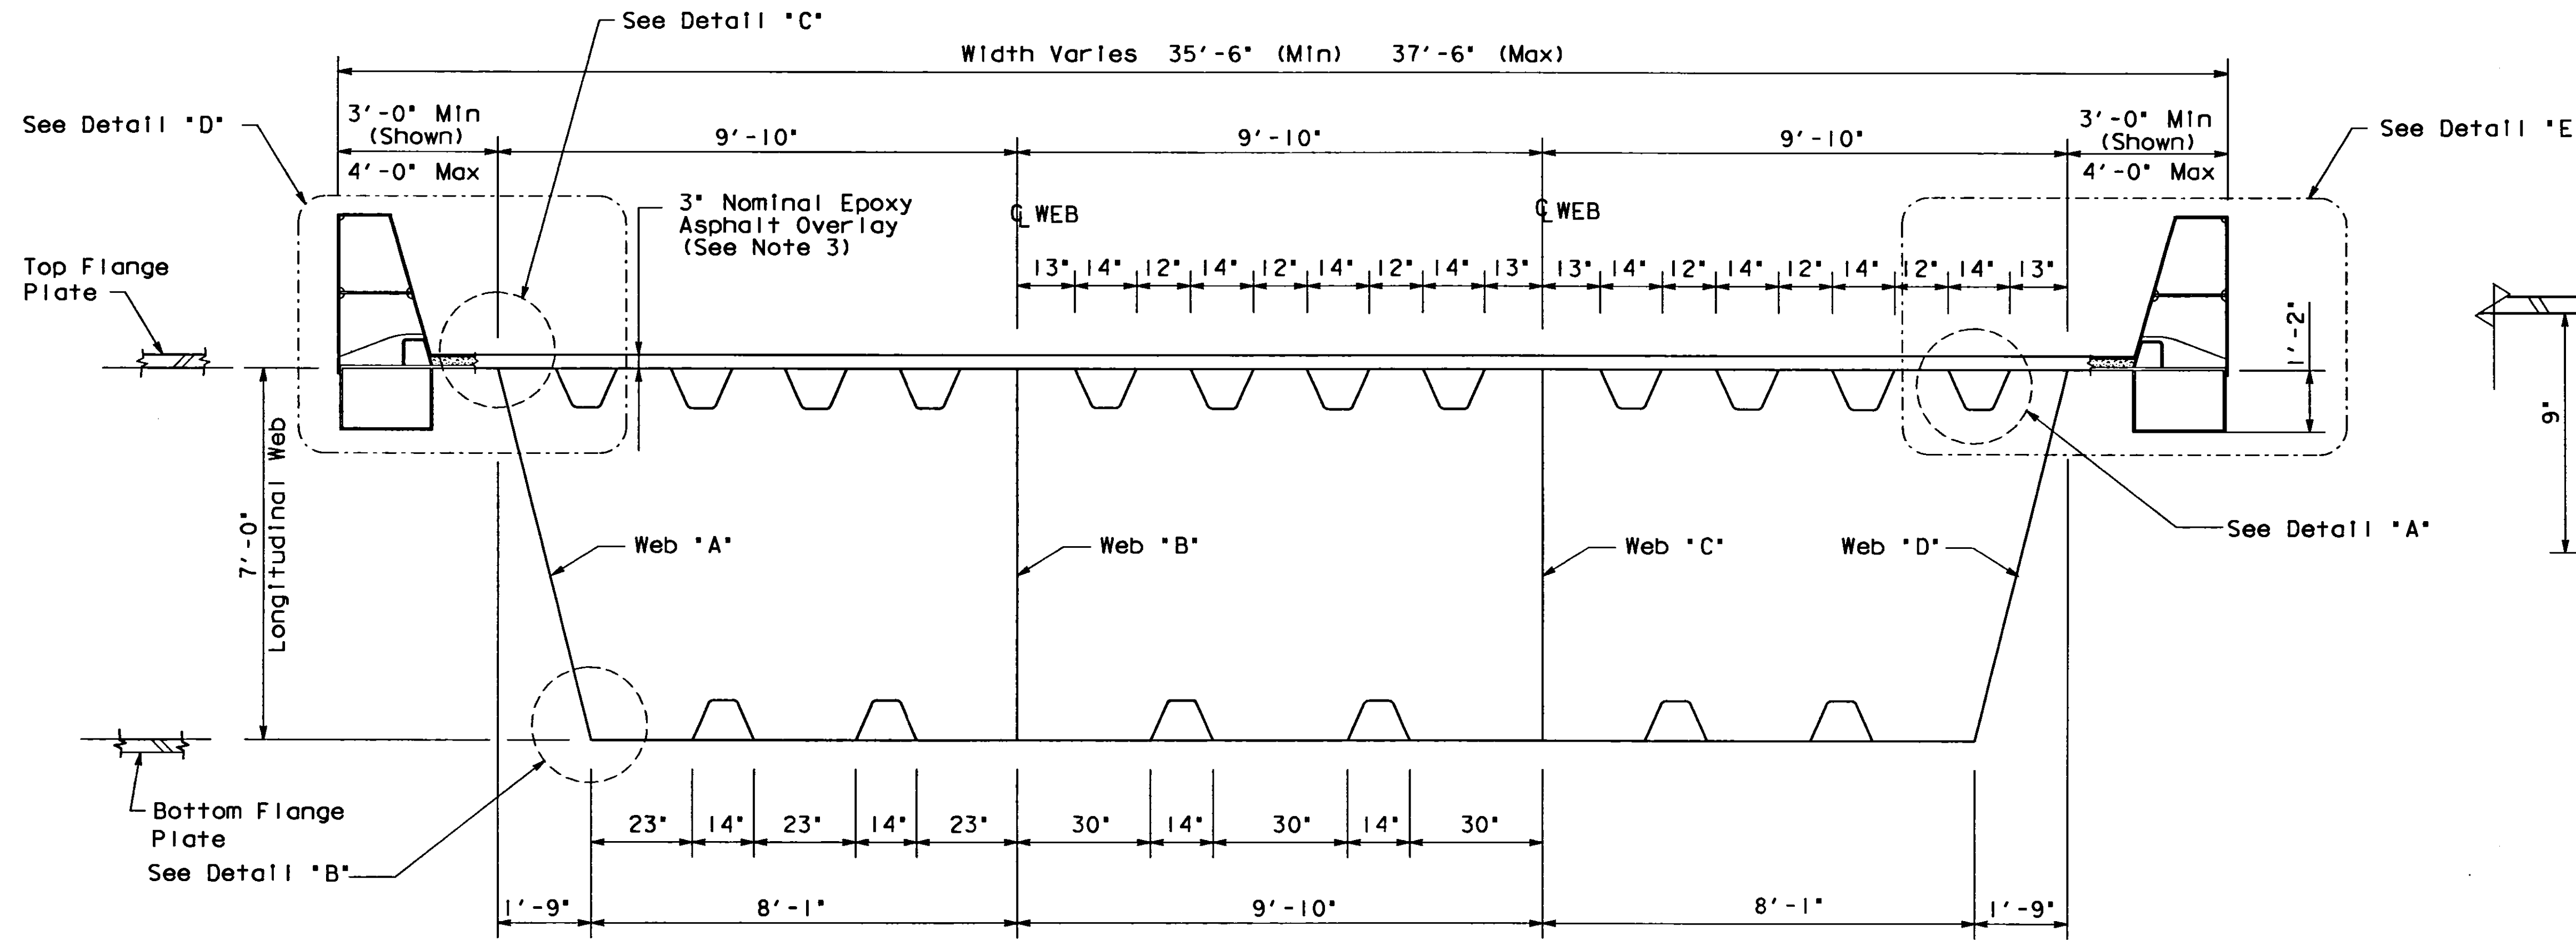 See Detail "C"
Width Varies 35'-6" (Min) 37'-6" (Max)
See Detail "D"
3'-0" Min
(Shown)
4'-0" Max
9'-10"
9'-10"
9'-10"
3'-0" Min
(Shown)
4'-0" Max
See Detail "E
3" Nominal Epoxy
Asphalt Overlay
(See Note 3)
℄ WEB
℄ WEB
Top Flange
Plate
13" 14" 12" 14" 12" 14" 12" 14" 13"
13" 14" 12" 14" 12" 14" 12" 14" 13"
1'-2"
9"
7'-0"
Longitudinal Web
Web "A"
Web "B"
Web "C"
Web "D"
See Detail "A"
Bottom Flange
Plate
See Detail "B"
23" 14" 23" 14" 23" 30" 14" 30" 14" 30"
1'-9" 8'-1" 9'-10" 8'-1" 1'-9"